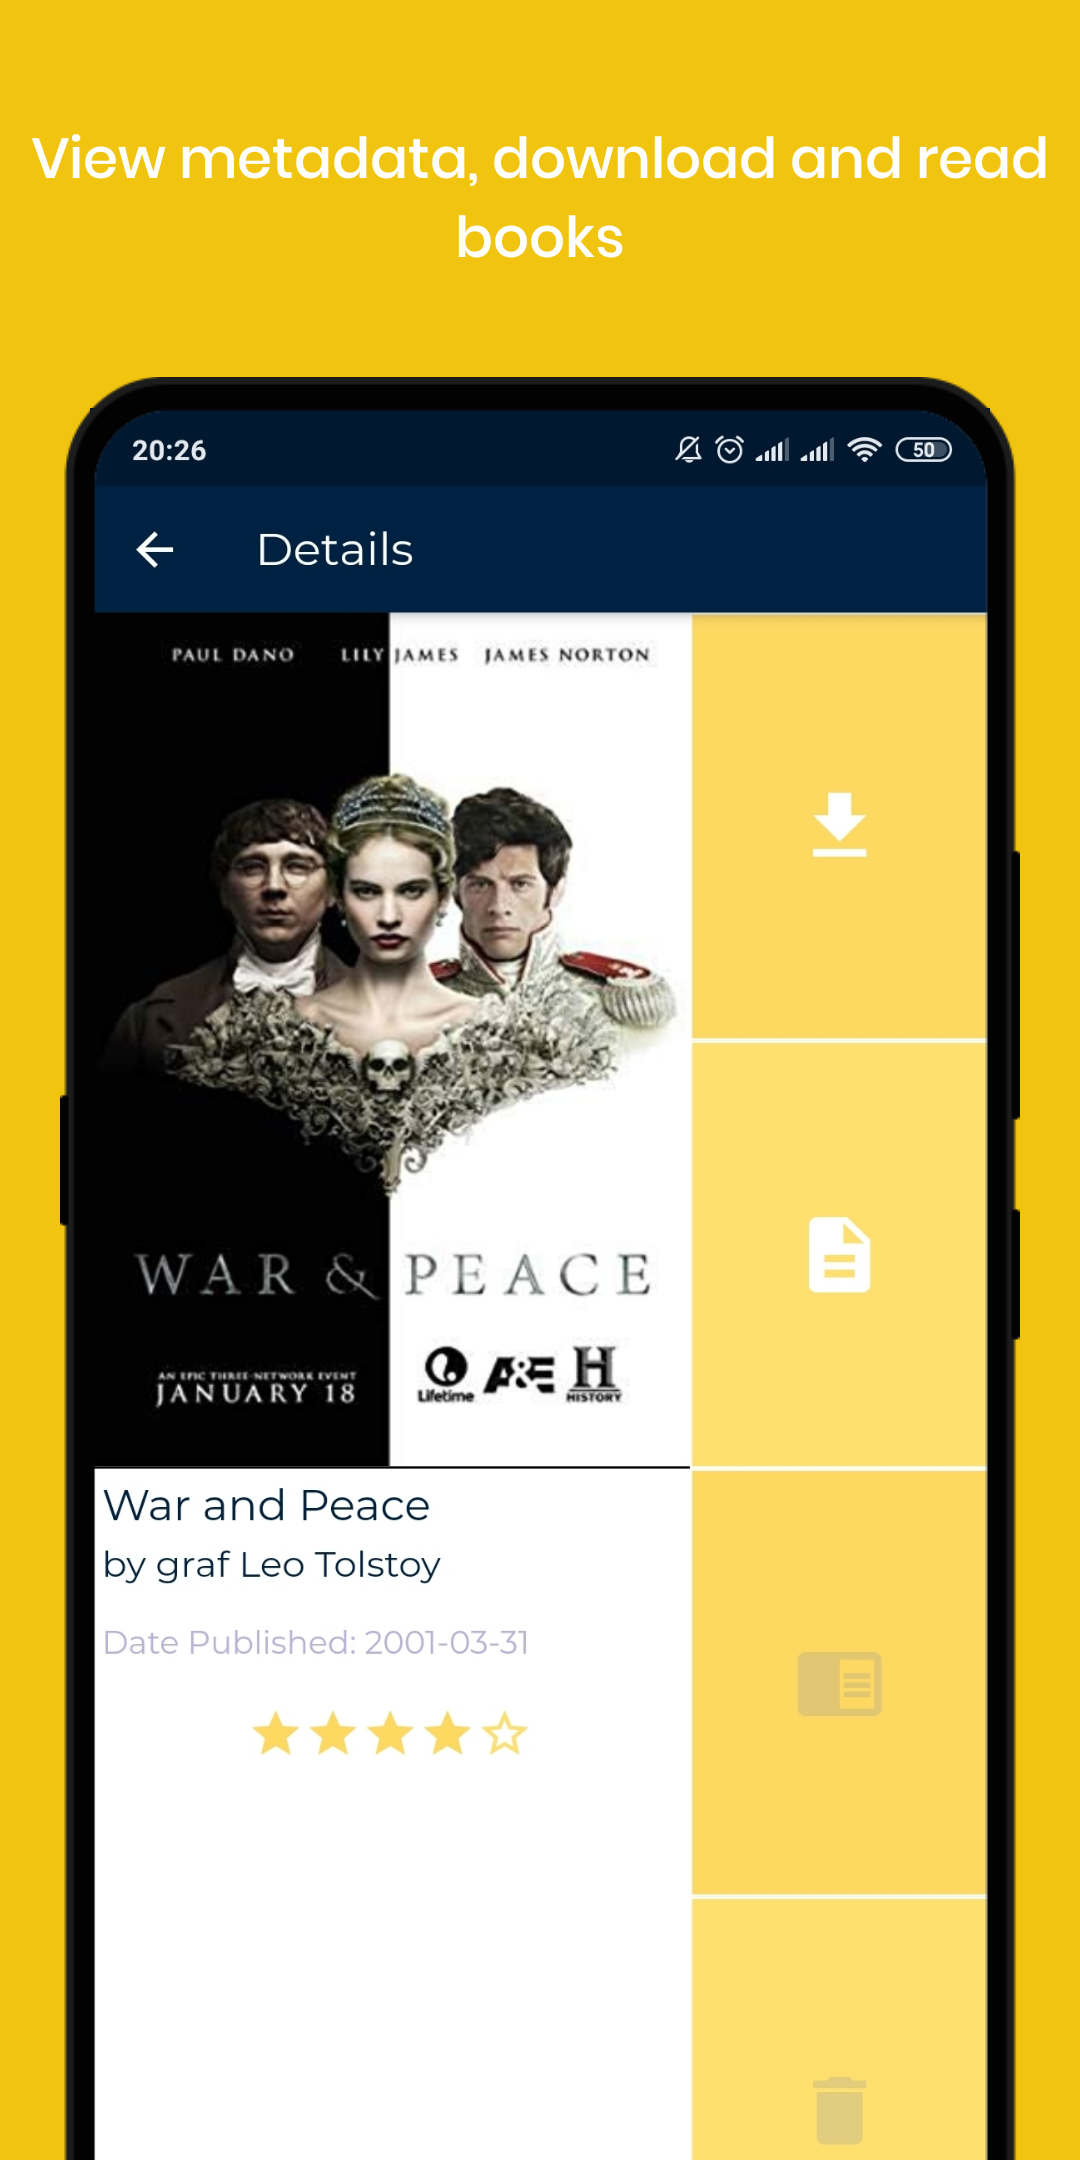 View metadata, download and read
books
20:26
50
Details
PAUL DANO LILY JAMES JAMES NORTON
WAR & PEACE
AN EPIC THREE-NETWORK EVENT
JANUARY 18
Lifetime A&E H HISTORY
War and Peace
by graf Leo Tolstoy
Date Published: 2001-03-31